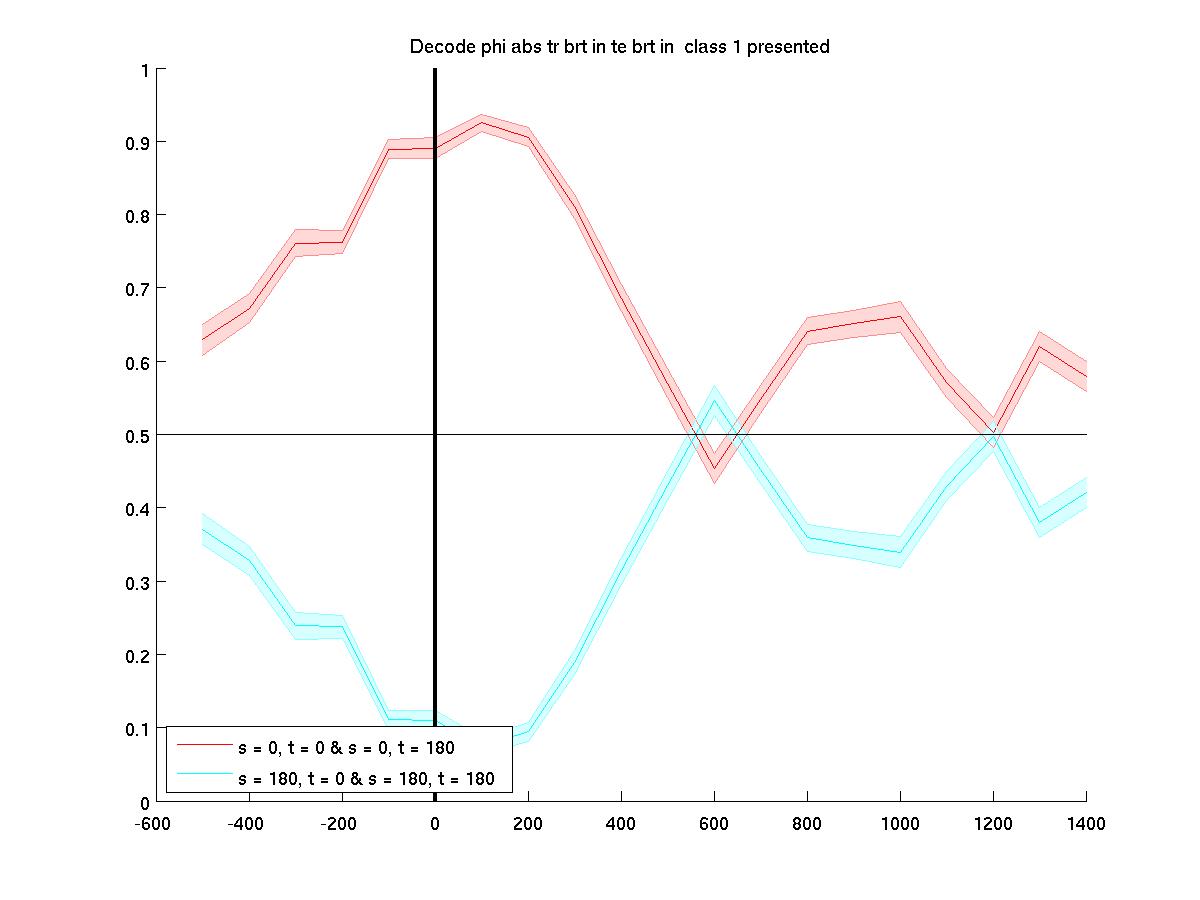 Decode phi abs tr brt in te brt in  class 1 presented
1
0.9
0.8
0.7
0.6
0.5
0.4
0.3
0.2
0.1
0
s = 0, t = 0 & s = 0, t = 180
s = 180, t = 0 & s = 180, t = 180
-600 -400 -200 0 200 400 600 800 1000 1200 1400